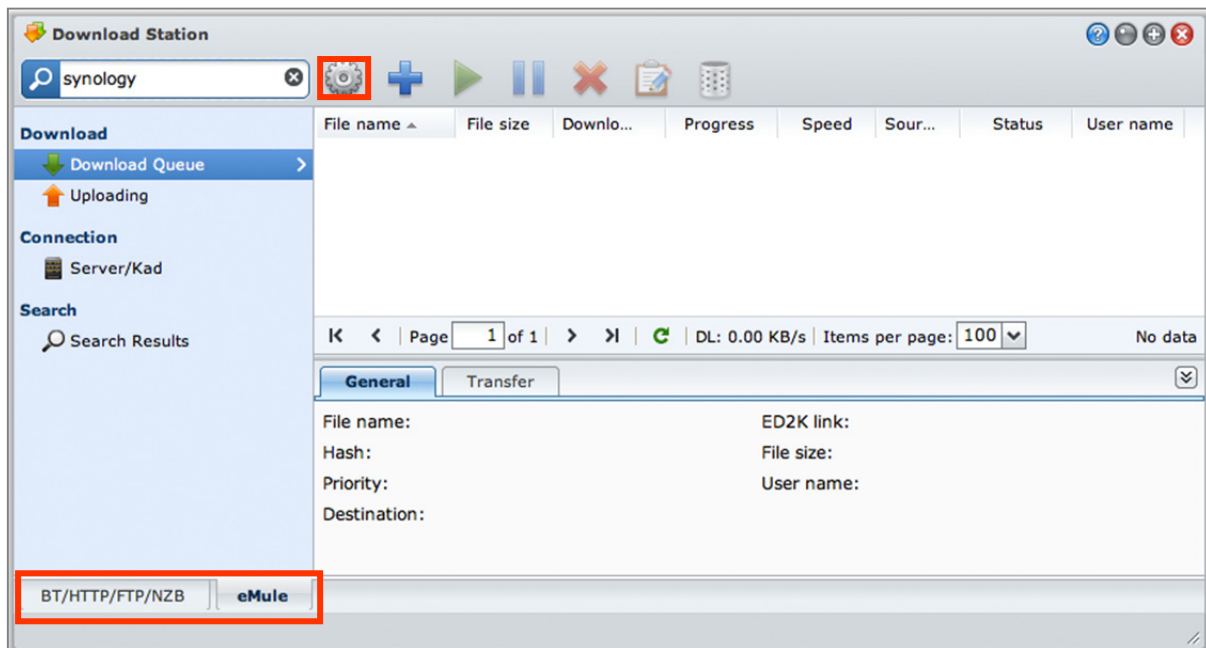 Download Station
synology
Download
Download Queue
Uploading
Connection
Server/Kad
Search
Search Results
File name File size Downlo... Progress Speed Sour... Status User name
Page 1 of 1 DL: 0.00 KB/s Items per page: 100 No data
General Transfer
File name: ED2K link:
Hash: File size:
Priority: User name:
Destination:
BT/HTTP/FTP/NZB eMule